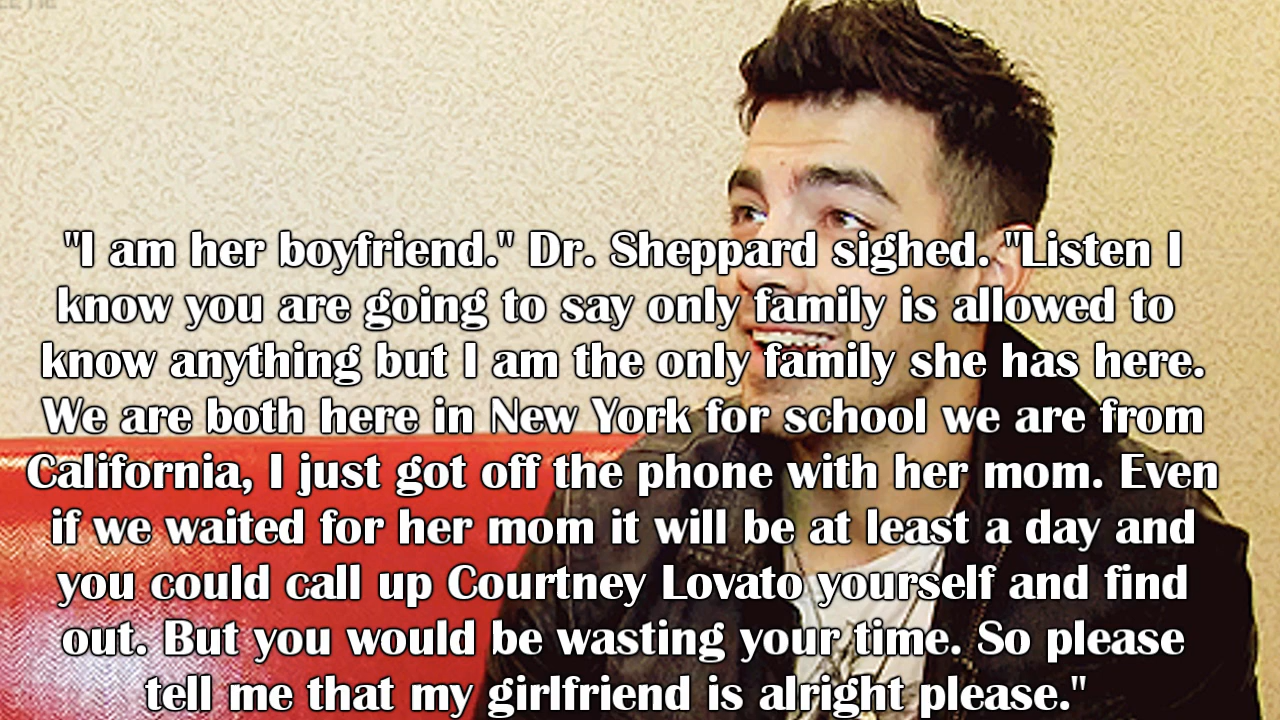 "I am her boyfriend." Dr. Sheppard sighed. "Listen I
know you are going to say only family is allowed to
know anything but I am the only family she has here.
We are both here in New York for school we are from
California, I just got off the phone with her mom. Even
if we waited for her mom it will be at least a day and
you could call up Courtney Lovato yourself and find
out. But you would be wasting your time. So please
tell me that my girlfriend is alright please."